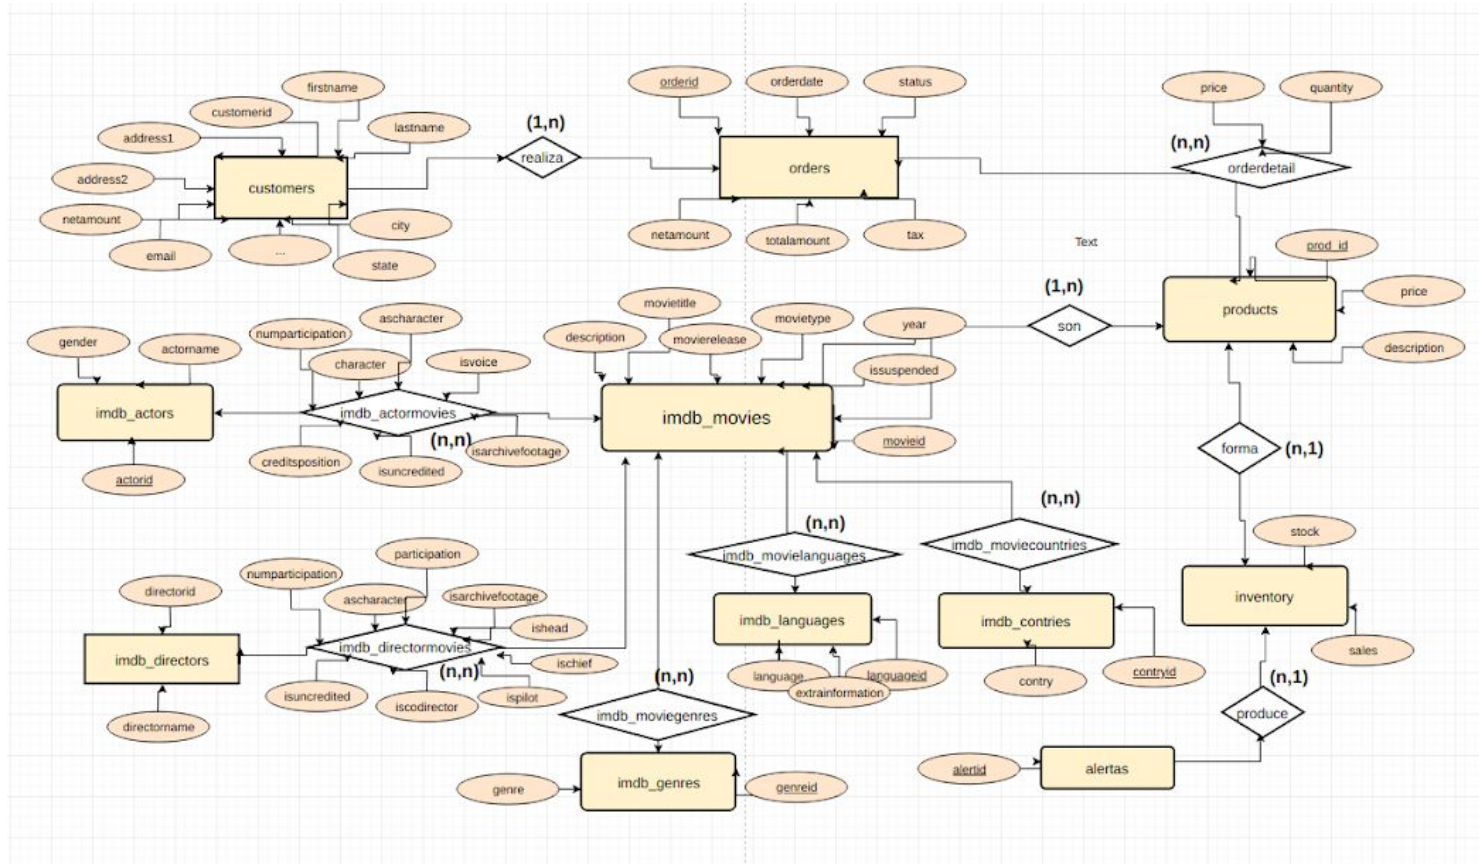 firstname
customerid
address1
lastname
address2
customers
netamount
email
...
city
state
(1,n)
realiza
orderid
orderdate
status
orders
netamount
totalamount
tax
price
quantity
(n,n)
orderdetail
Text
prod_id
products
price
description
(1,n)
son
gender
actorname
imdb_actors
actorid
numparticipation
ascharacter
character
isvoice
imdb_actormovies
(n,n)
creditsposition
isuncredited
isarchivefootage
movietitle
description
movierelease
movietype
year
issuspended
imdb_movies
movieid
forma
(n,1)
stock
inventory
sales
(n,1)
produce
alertid
alertas
directorid
imdb_directors
directorname
numparticipation
participation
ascharacter
isarchivefootage
ishead
imdb_directormovies
ischief
(n,n)
isuncredited
iscodirector
ispilot
(n,n)
imdb_moviegenres
genre
imdb_genres
genreid
(n,n)
imdb_movielanguages
imdb_languages
language
languageid
extrainformation
(n,n)
imdb_moviecountries
imdb_contries
contry
contryid